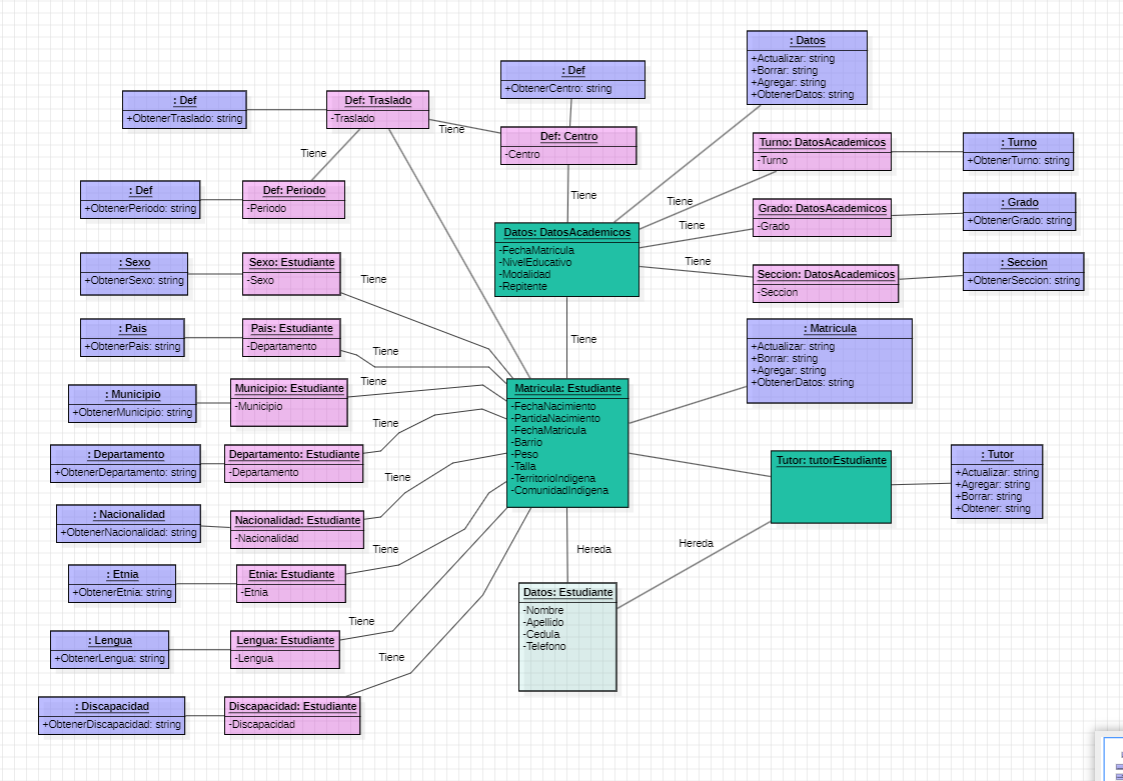 : Datos
+Actualizar: string
+Borrar: string
+Agregar: string
+ObtenerDatos: string
: Def
+ObtenerCentro: string
: Def
+ObtenerTraslado: string
Def: Traslado
-Traslado
Tiene
Def: Centro
-Centro
Turno: DatosAcademicos
-Turno
: Turno
+ObtenerTurno: string
Tiene
: Def
+ObtenerPeriodo: string
Def: Periodo
-Periodo
Tiene
Tiene
Grado: DatosAcademicos
-Grado
: Grado
+ObtenerGrado: string
Datos: DatosAcademicos
-FechaMatricula
-NivelEducativo
-Modalidad
-Repitente
Tiene
Tiene
Seccion: DatosAcademicos
-Seccion
: Seccion
+ObtenerSeccion: string
: Sexo
+ObtenerSexo: string
Sexo: Estudiante
-Sexo
Tiene
: Pais
+ObtenerPais: string
Pais: Estudiante
-Departamento
Tiene
Tiene
: Matricula
+Actualizar: string
+Borrar: string
+Agregar: string
+ObtenerDatos: string
: Municipio
+ObtenerMunicipio: string
Municipio: Estudiante
-Municipio
Tiene
Matricula: Estudiante
-FechaNacimiento
-PartidaNacimiento
-FechaMatricula
-Barrio
-Peso
-Talla
-TerritorioIndigena
-ComunidadIndigena
: Departamento
+ObtenerDepartamento: string
Departamento: Estudiante
-Departamento
Tiene
Tutor: tutorEstudiante
: Tutor
+Actualizar: string
+Agregar: string
+Borrar: string
+Obtener: string
: Nacionalidad
+ObtenerNacionalidad: string
Nacionalidad: Estudiante
-Nacionalidad
Tiene
: Etnia
+ObtenerEtnia: string
Etnia: Estudiante
-Etnia
Tiene
Hereda
Hereda
Datos: Estudiante
-Nombre
-Apellido
-Cedula
-Telefono
: Lengua
+ObtenerLengua: string
Lengua: Estudiante
-Lengua
Tiene
: Discapacidad
+ObtenerDiscapacidad: string
Discapacidad: Estudiante
-Discapacidad
Tiene